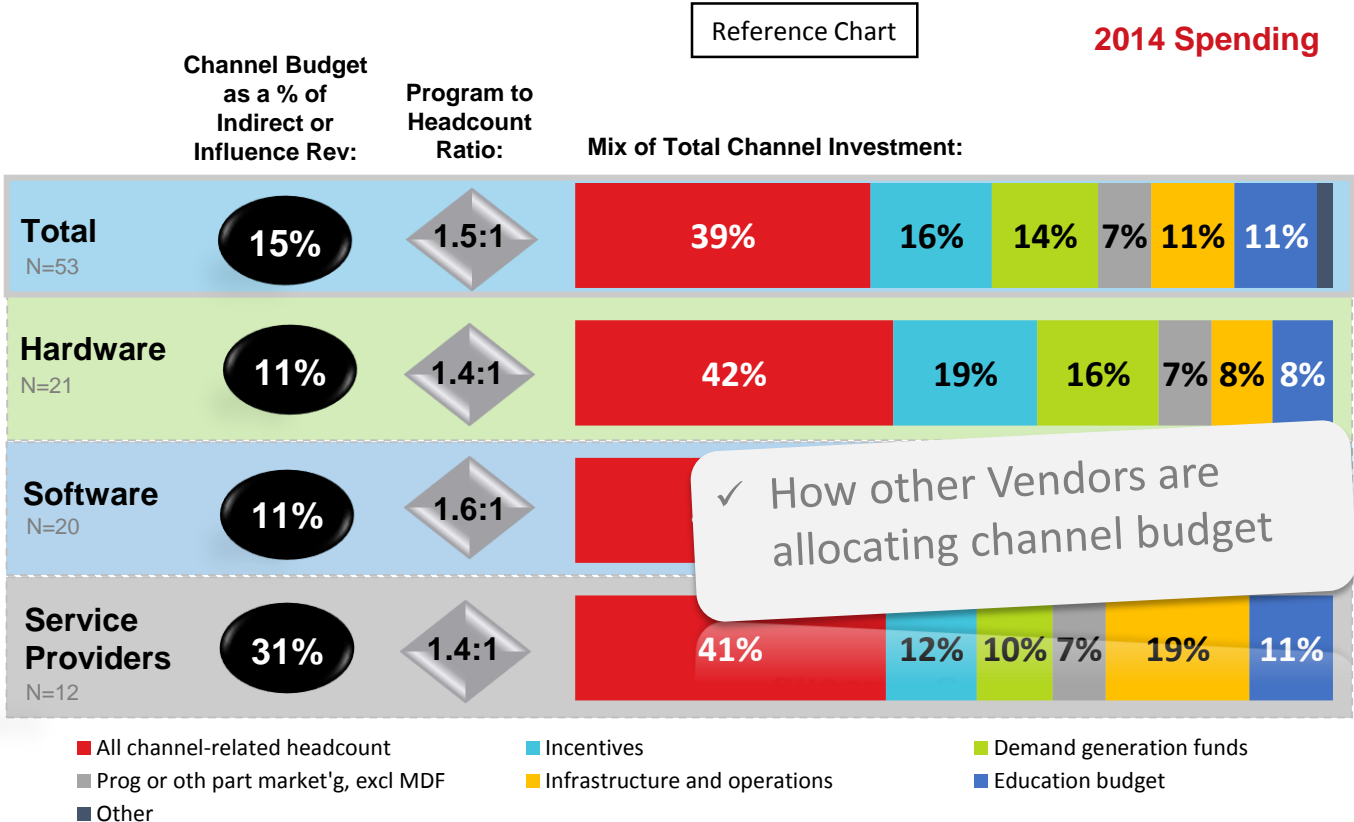 Reference Chart
2014 Spending
Channel Budget
as a % of
Indirect or
Influence Rev:
Program to
Headcount
Ratio:
Mix of Total Channel Investment:
Total
N=53
15%
1.5:1
39% 16% 14% 7% 11% 11%
Hardware
N=21
11%
1.4:1
42% 19% 16% 7% 8% 8%
Software
N=20
11%
1.6:1
✓ How other Vendors are
allocating channel budget
Service
Providers
N=12
31%
1.4:1
41% 12% 10% 7% 19% 11%
All channel-related headcount
Incentives
Demand generation funds
Prog or oth part market'g, excl MDF
Infrastructure and operations
Education budget
Other